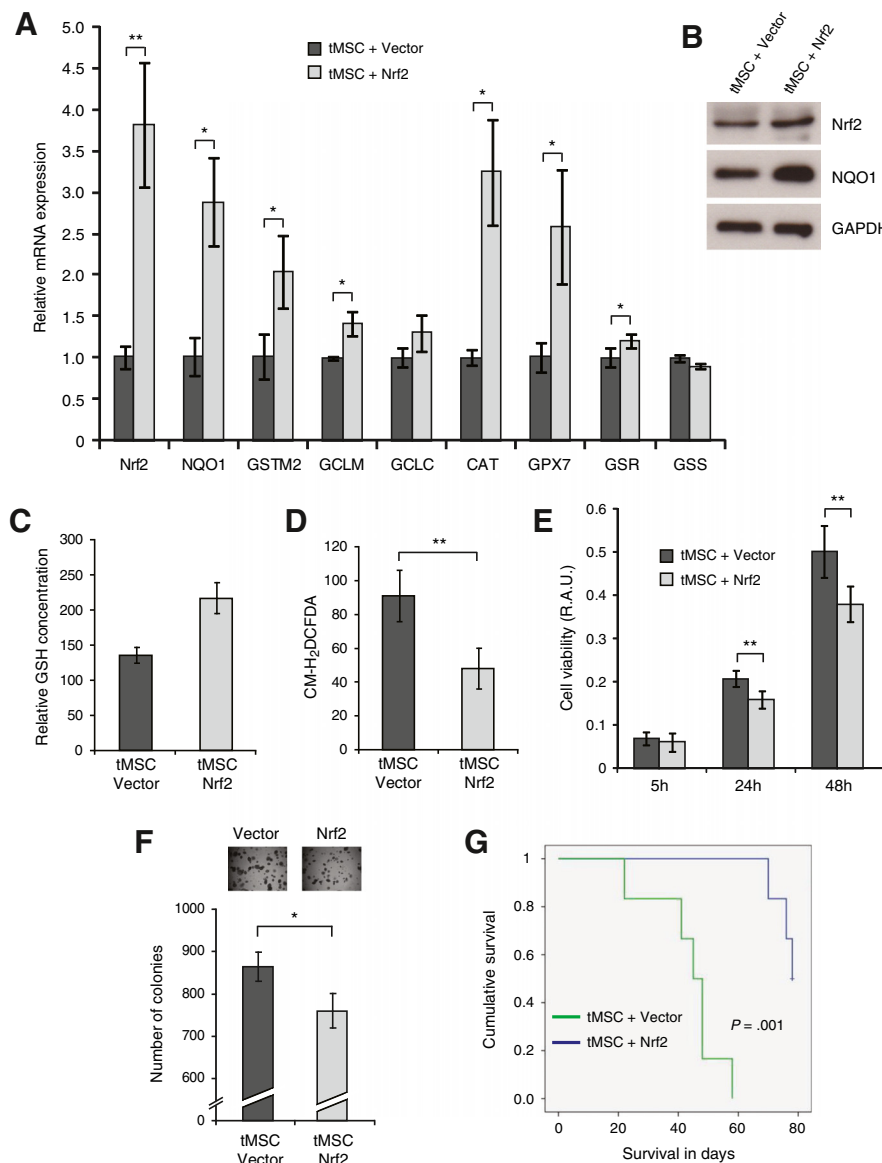 A
Relative mRNA expression
5.0
4.5
4.0
3.5
3.0
2.5
2.0
1.5
1.0
0.5
0
tMSC + Vector
tMSC + Nrf2
**
*
*
*
*
*
*
Nrf2 NQO1 GSTM2 GCLM GCLC CAT GPX7 GSR GSS
B
tMSC + Vector
tMSC + Nrf2
Nrf2
NQO1
GAPDH
C
Relative GSH concentration
300
250
200
150
100
50
0
tMSC Vector
tMSC Nrf2
D
CM-H₂DCFDA
120
100
80
60
40
20
0
**
tMSC Vector
tMSC Nrf2
E
Cell viability (R.A.U.)
0.6
0.5
0.4
0.3
0.2
0.1
0
tMSC + Vector
tMSC + Nrf2
**
**
5h 24h 48h
F
Vector Nrf2
Number of colonies
1000
900
800
700
600
0
*
tMSC Vector
tMSC Nrf2
G
Cumulative survival
1
0.8
0.6
0.4
0.2
0.0
tMSC + Vector
tMSC + Nrf2
P = .001
0 20 40 60 80
Survival in days